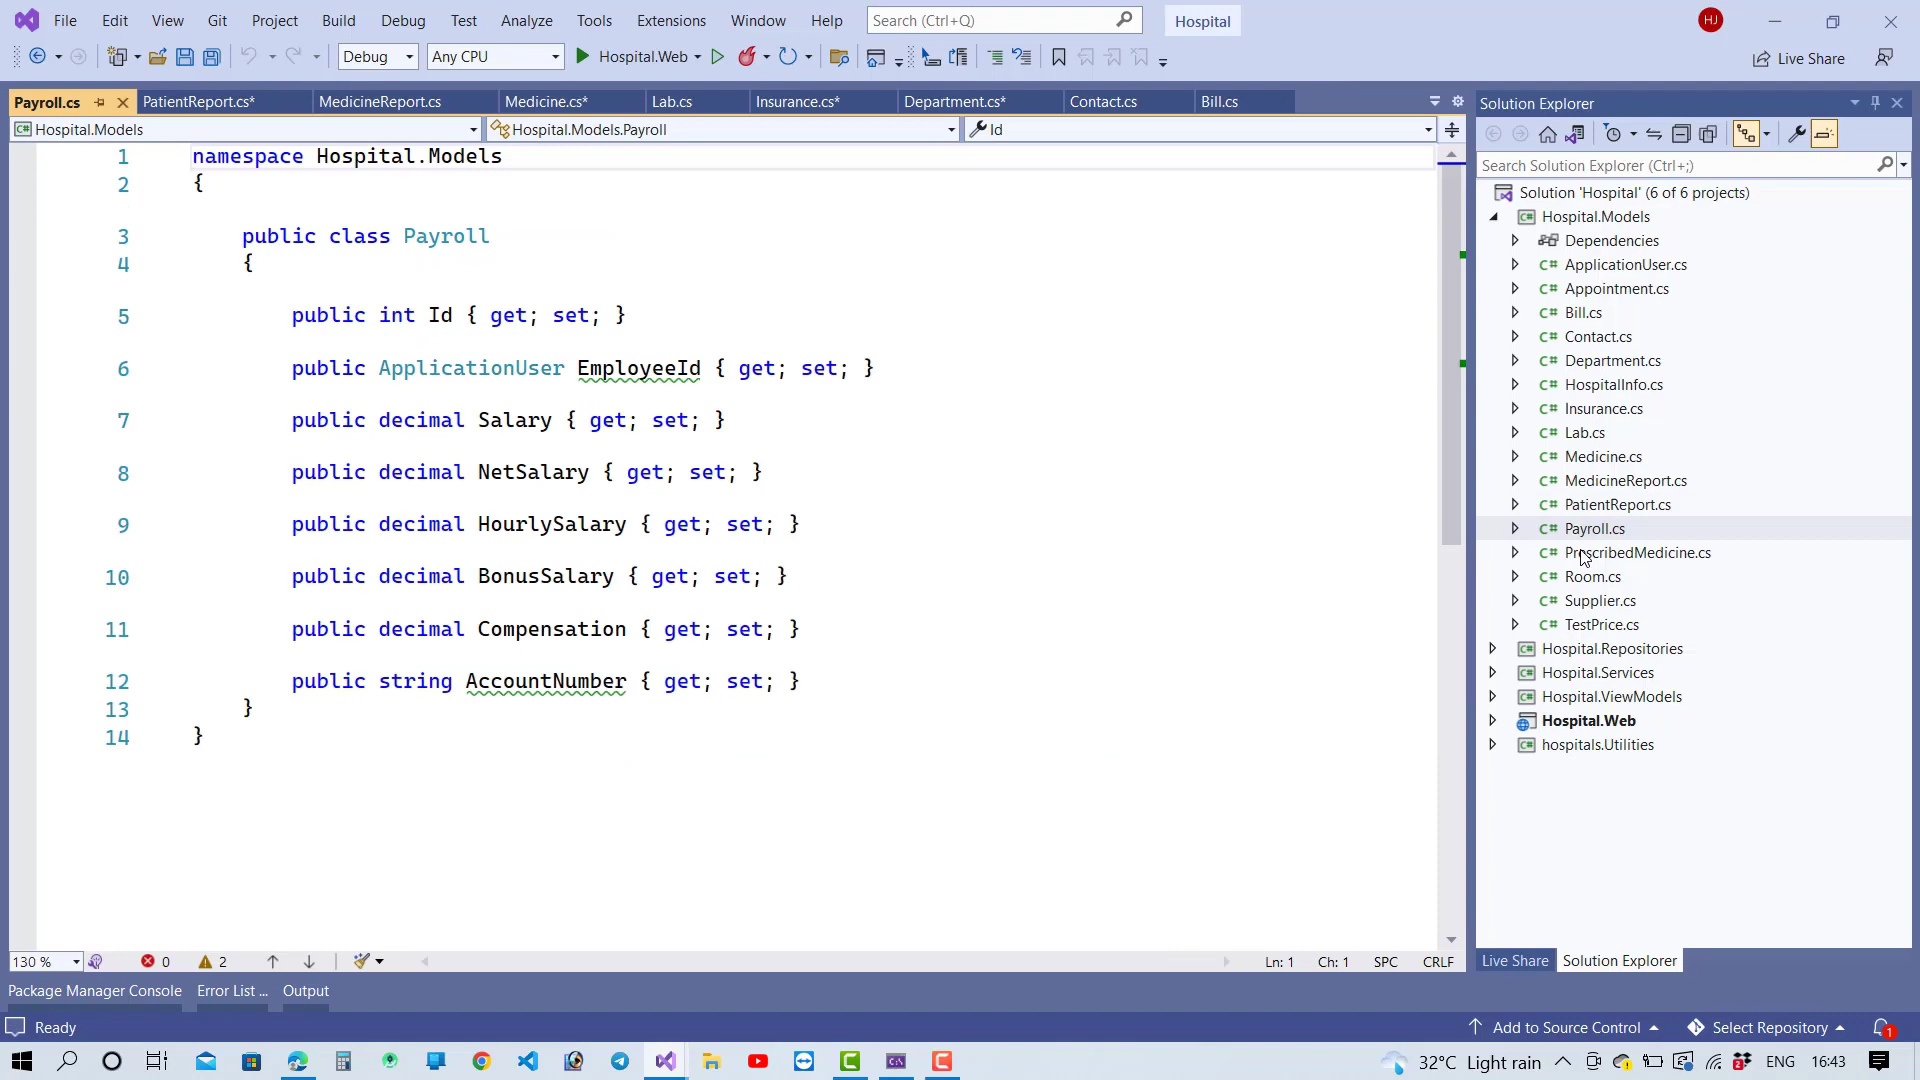 File Edit View Git Project Build Debug Test Analyze Tools Extensions Window Help Search (Ctrl+Q) Hospital HJ
Debug Any CPU Hospital.Web Live Share
Payroll.cs PatientReport.cs* MedicineReport.cs Medicine.cs* Lab.cs Insurance.cs* Department.cs* Contact.cs Bill.cs
Hospital.Models Hospital.Models.Payroll Id
1 namespace Hospital.Models
2 {
3 public class Payroll
4 {
5 public int Id { get; set; }
6 public ApplicationUser EmployeeId { get; set; }
7 public decimal Salary { get; set; }
8 public decimal NetSalary { get; set; }
9 public decimal HourlySalary { get; set; }
10 public decimal BonusSalary { get; set; }
11 public decimal Compensation { get; set; }
12 public string AccountNumber { get; set; }
13 }
14 }
130 % 0 2 Ln: 1 Ch: 1 SPC CRLF
Solution Explorer
Search Solution Explorer (Ctrl+;)
Solution 'Hospital' (6 of 6 projects)
Hospital.Models
Dependencies
C# ApplicationUser.cs
C# Appointment.cs
C# Bill.cs
C# Contact.cs
C# Department.cs
C# HospitalInfo.cs
C# Insurance.cs
C# Lab.cs
C# Medicine.cs
C# MedicineReport.cs
C# PatientReport.cs
C# Payroll.cs
C# PrescribedMedicine.cs
C# Room.cs
C# Supplier.cs
C# TestPrice.cs
Hospital.Repositories
Hospital.Services
Hospital.ViewModels
Hospital.Web
hospitals.Utilities
Live Share Solution Explorer
Package Manager Console Error List ... Output
Ready Add to Source Control Select Repository 1
32°C Light rain ENG 16:43